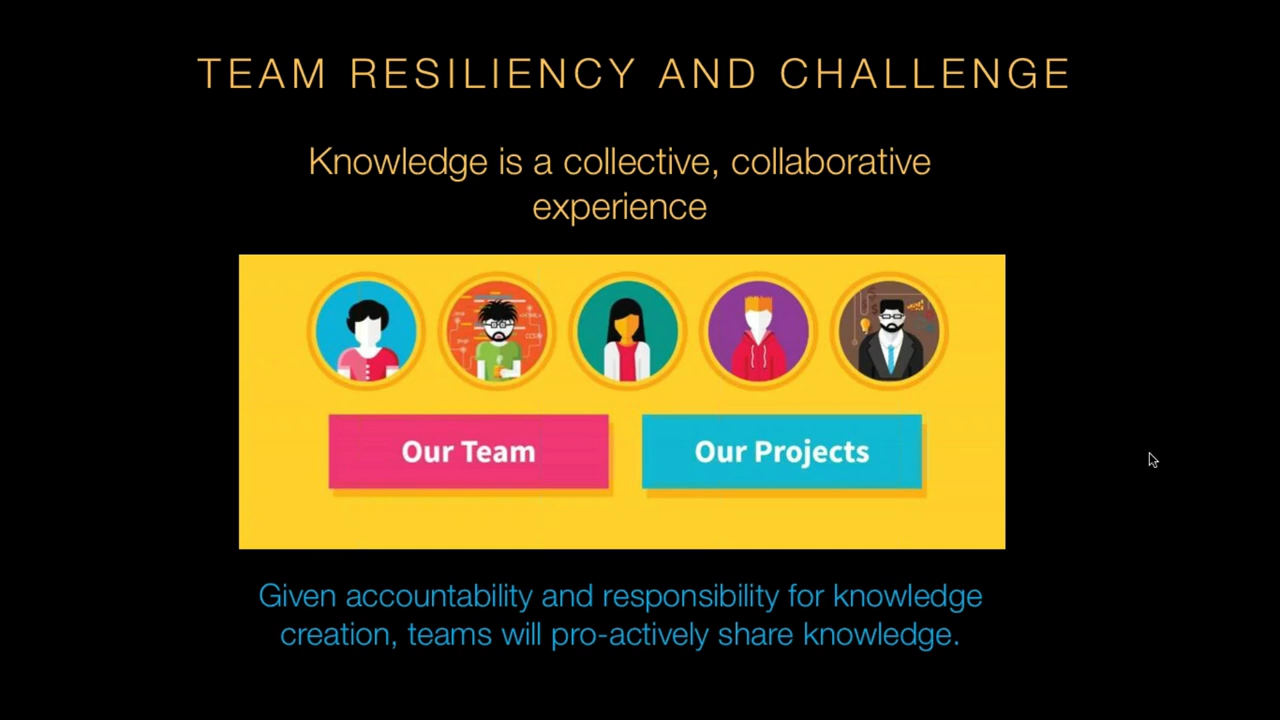 TEAM RESILIENCY AND CHALLENGE
Knowledge is a collective, collaborative
experience
Our Team
Our Projects
Given accountability and responsibility for knowledge
creation, teams will pro-actively share knowledge.